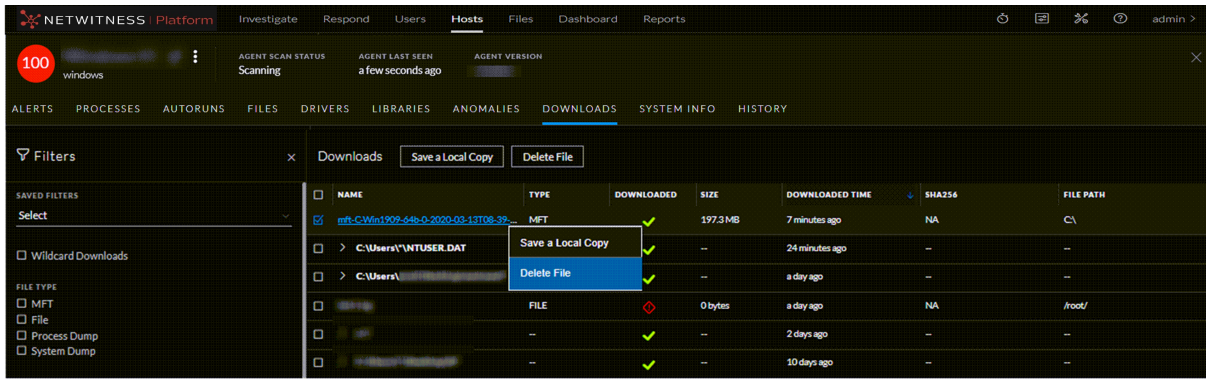 NETWITNESS Platform Investigate Respond Users Hosts Files Dashboard Reports admin >
100 windows
AGENT SCAN STATUS AGENT LAST SEEN AGENT VERSION
Scanning a few seconds ago
ALERTS PROCESSES AUTORUNS FILES DRIVERS LIBRARIES ANOMALIES DOWNLOADS SYSTEM INFO HISTORY
Filters × Downloads Save a Local Copy Delete File
SAVED FILTERS
Select
Wildcard Downloads
FILE TYPE
MFT
File
Process Dump
System Dump
NAME TYPE DOWNLOADED SIZE DOWNLOADED TIME SHA256 FILE PATH
mft-C-Win1909-64b-0-2020-03-13T08-39-... MFT 197.3 MB 7 minutes ago NA C:\
> C:\Users\*\NTUSER.DAT -- 24 minutes ago -- --
Save a Local Copy
Delete File
> C:\Users\ -- a day ago -- --
FILE 0 bytes a day ago NA /root/
-- -- 2 days ago -- --
-- -- 10 days ago -- --